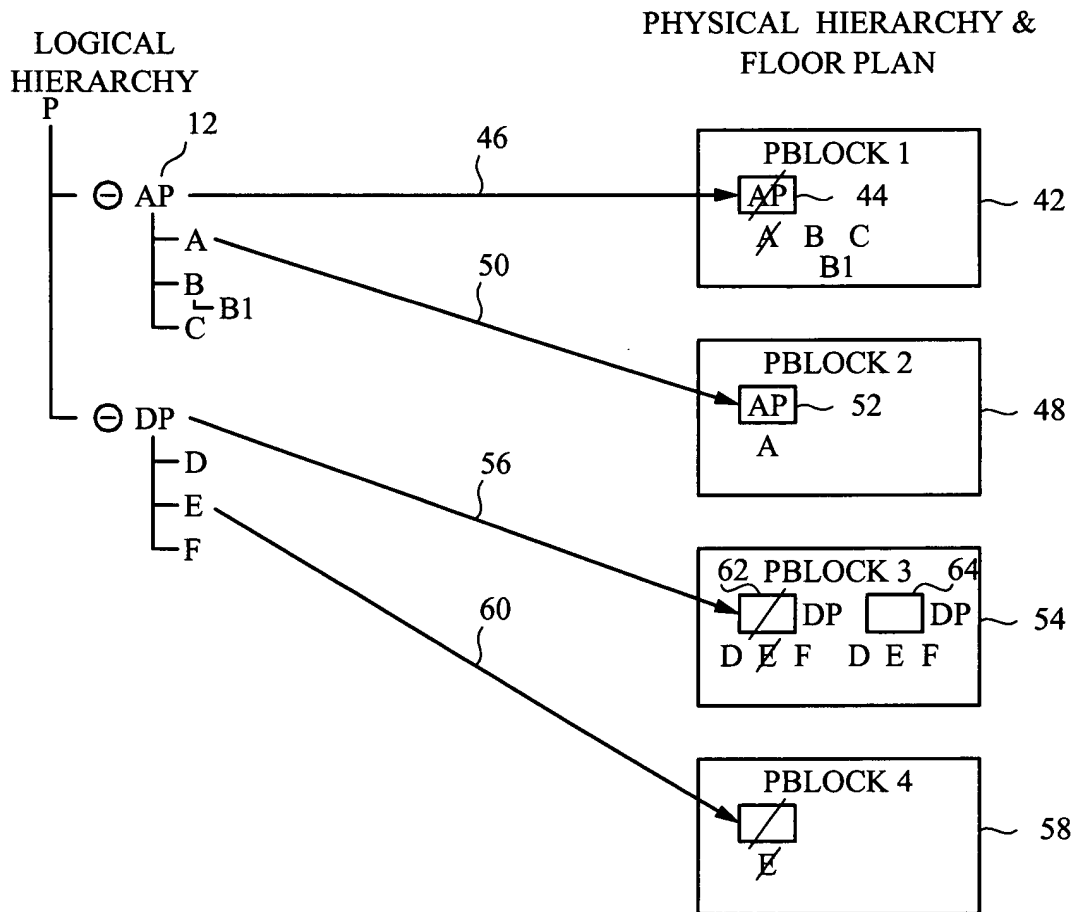 LOGICAL
HIERARCHY
PHYSICAL HIERARCHY &
FLOOR PLAN
P
12
AP
A
B
B1
C
DP
D
E
F
46
50
56
60
PBLOCK 1
AP
44
A B C
B1
42
PBLOCK 2
AP
52
A
48
62
PBLOCK 3
64
DP
DP
D E F
D E F
54
PBLOCK 4
E
58